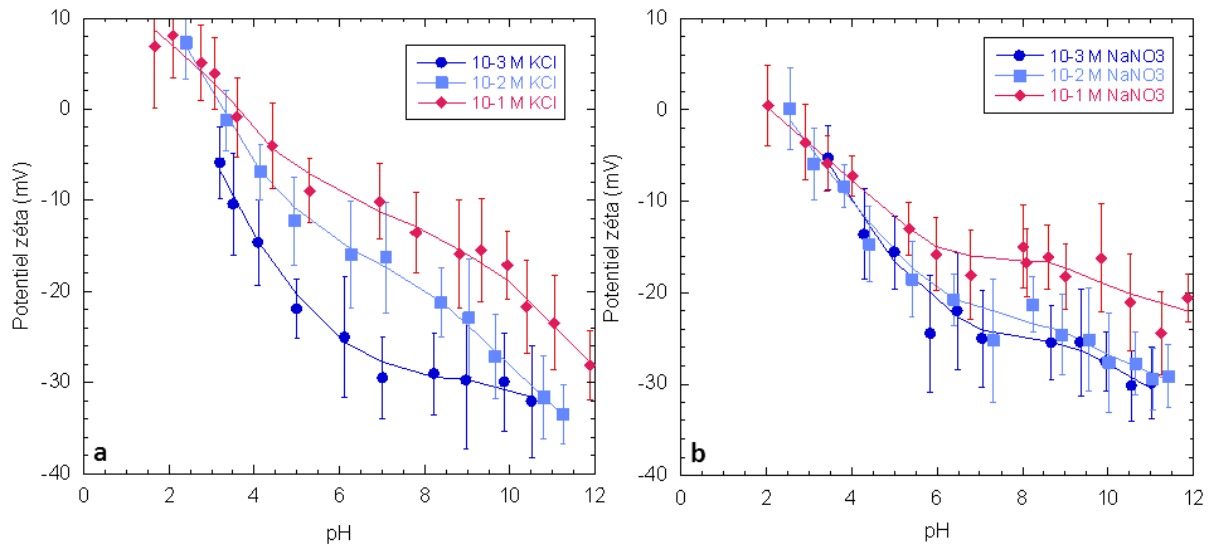 10
0
-10
-20
-30
-40
Potentiel zéta (mV)
10-3 M KCl
10-2 M KCl
10-1 M KCl
a
0
2
4
6
8
10
12
pH
10
0
-10
-20
-30
-40
Potentiel zéta (mV)
10-3 M NaNO3
10-2 M NaNO3
10-1 M NaNO3
b
0
2
4
6
8
10
12
pH